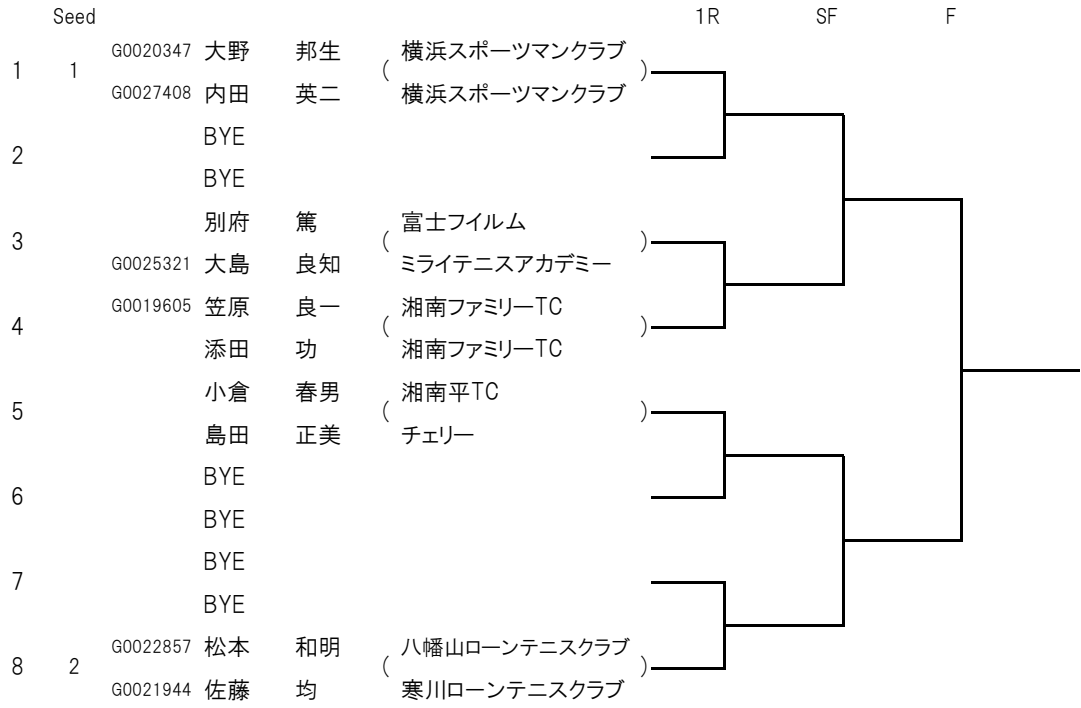 Seed 1R SF F
G0020347 大野 邦生 横浜スポーツマンクラブ
1 1 ( )
G0027408 内田 英二 横浜スポーツマンクラブ
BYE
2
BYE
別府 篤 富士フイルム
3 ( )
G0025321 大島 良知 ミライテニスアカデミー
G0019605 笠原 良一 湘南ファミリーTC
4 ( )
添田 功 湘南ファミリーTC
小倉 春男 湘南平TC
5 ( )
島田 正美 チェリー
BYE
6
BYE
BYE
7
BYE
G0022857 松本 和明 八幡山ローンテニスクラブ
8 2 ( )
G0021944 佐藤 均 寒川ローンテニスクラブ